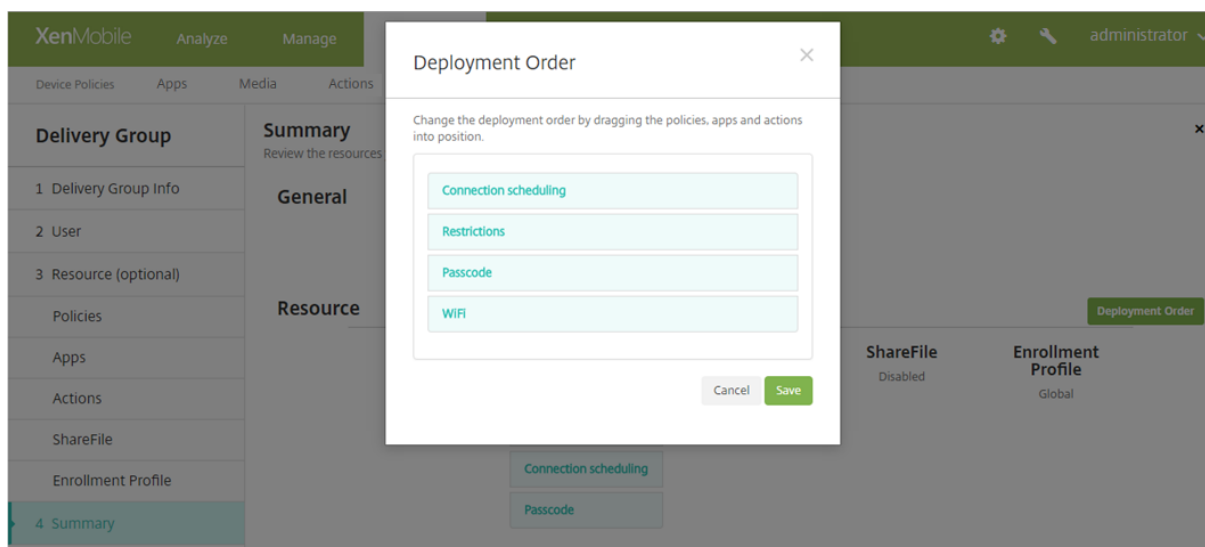 XenMobile Analyze Manage administrator
Device Policies Apps Media Actions
Delivery Group
1 Delivery Group Info
2 User
3 Resource (optional)
Policies
Apps
Actions
ShareFile
Enrollment Profile
4 Summary
Summary
Review the resources
General
Resource
Deployment Order
×
Change the deployment order by dragging the policies, apps and actions
into position.
Connection scheduling
Restrictions
Passcode
WiFi
Cancel Save
×
Deployment Order
ShareFile
Disabled
Enrollment
Profile
Global
Connection scheduling
Passcode